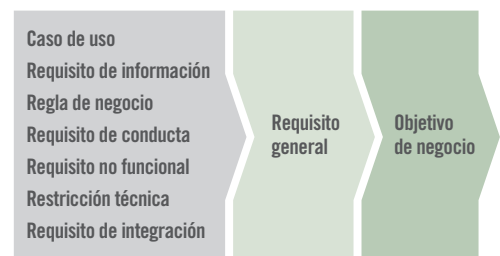 Caso de uso
Requisito de información
Regla de negocio
Requisito de conducta
Requisito no funcional
Restricción técnica
Requisito de integración
Requisito
general
Objetivo
de negocio